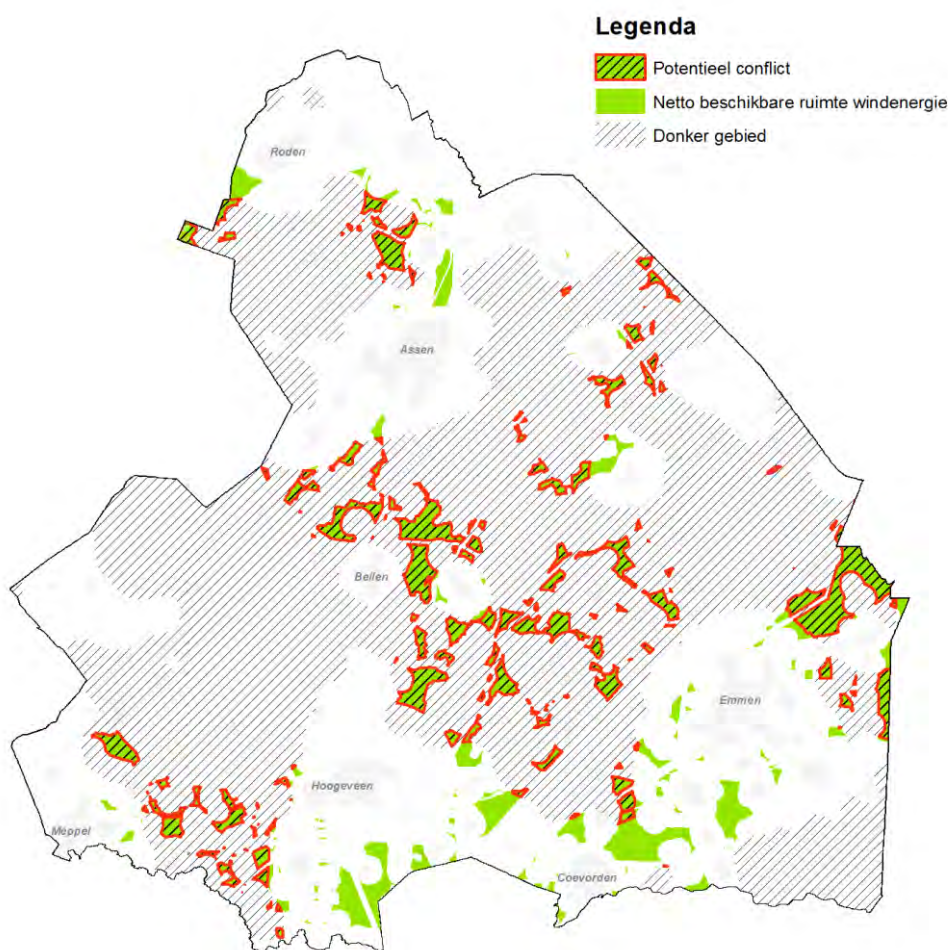 Legenda
Potentieel conflict
Netto beschikbare ruimte windenergie
Donker gebied
Roden
Assen
Beilen
Emmen
Hoogeveen
Meppel
Coevorden